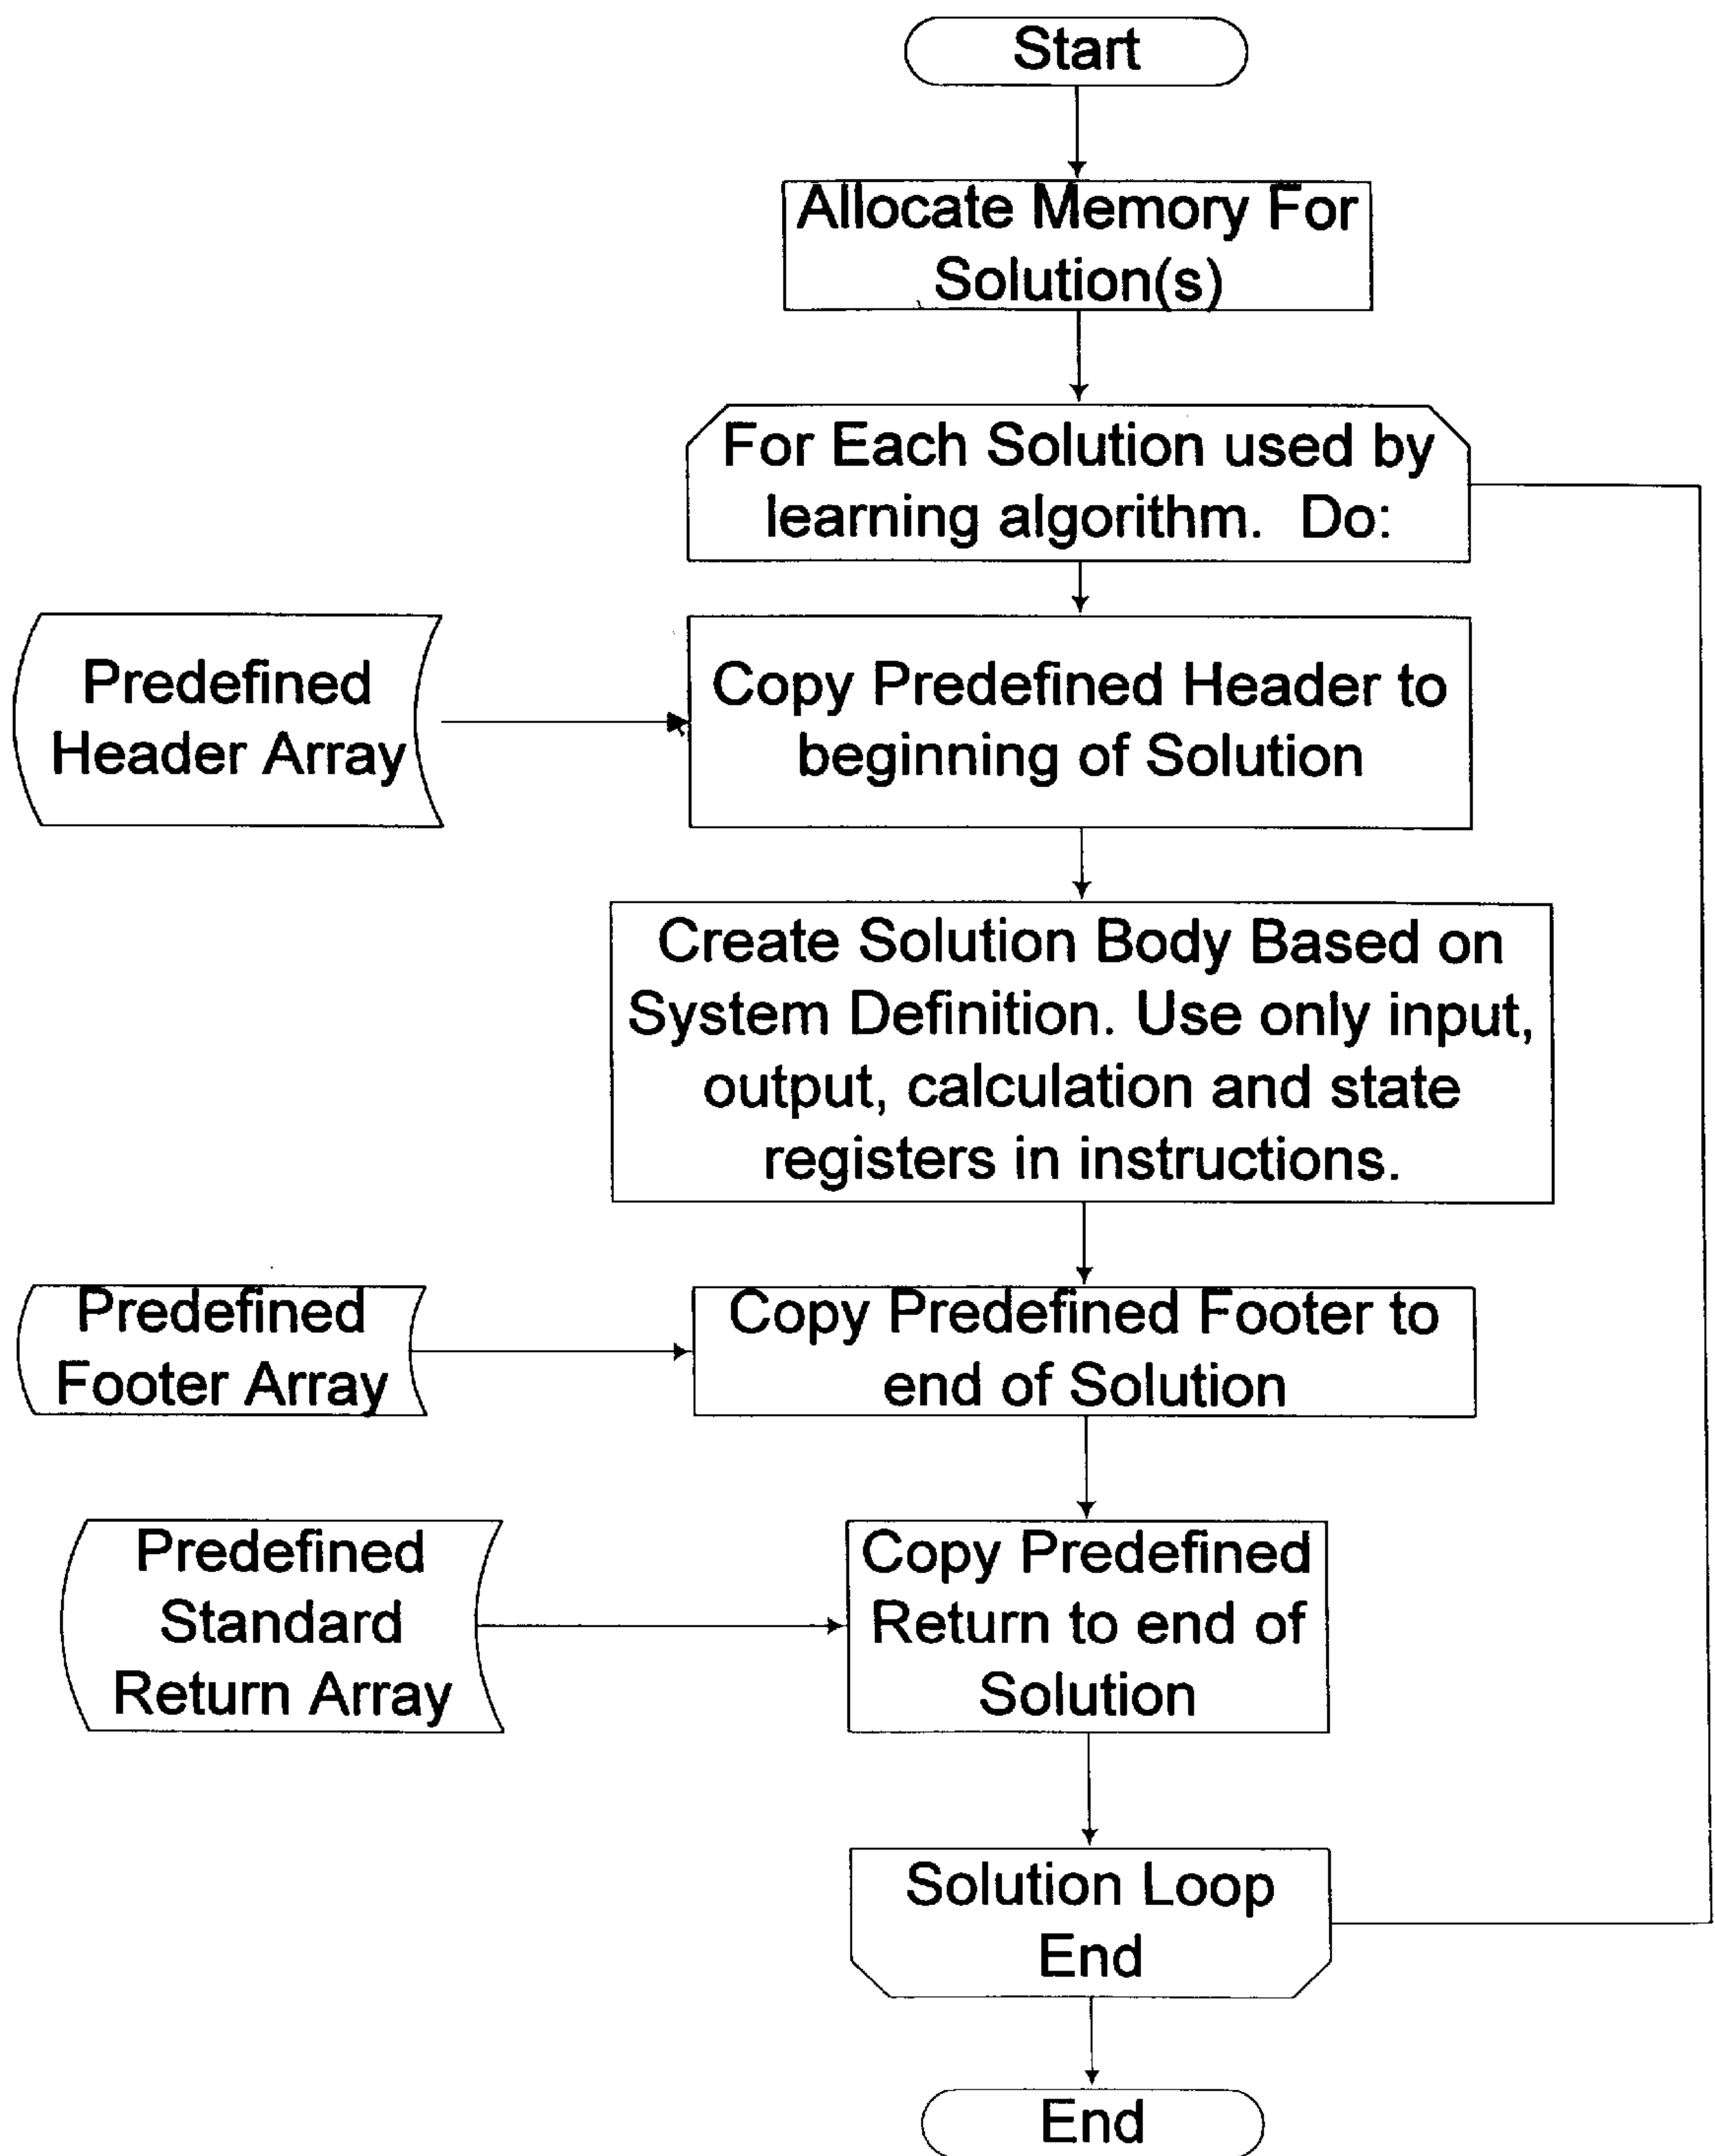 Start
Allocate Memory For
Solution(s)
For Each Solution used by
learning algorithm.  Do:
Predefined
Header Array
Copy Predefined Header to
beginning of Solution
Create Solution Body Based on
System Definition. Use only input,
output, calculation and state
registers in instructions.
Predefined
Footer Array
Copy Predefined Footer to
end of Solution
Predefined
Standard
Return Array
Copy Predefined
Return to end of
Solution
Solution Loop
End
End